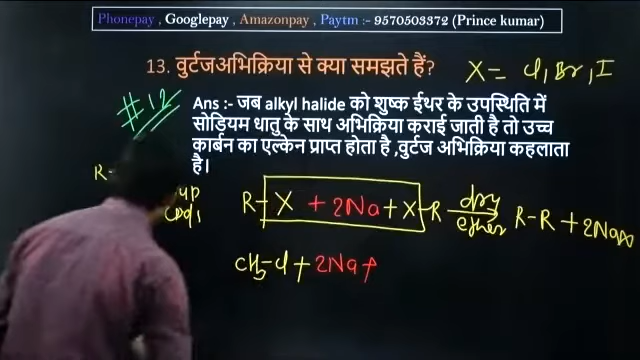 Phonepay , Googlepay , Amazonpay , Paytm :- 9570503372 (Prince kumar)
13. वुर्टजअभिक्रिया से क्या समझते हैं?
X = Cl, Br, I
#12
Ans :- जब alkyl halide को शुष्क ईथर के उपस्थिति में
सोडियम धातु के साथ अभिक्रिया कराई जाती है तो उच्च
कार्बन का एल्केन प्राप्त होता है ,वुर्टज अभिक्रिया कहलाता
है।
R-
R-X + 2Na + X-R dry ether R-R + 2NaX
CH3-Cl + 2Na +